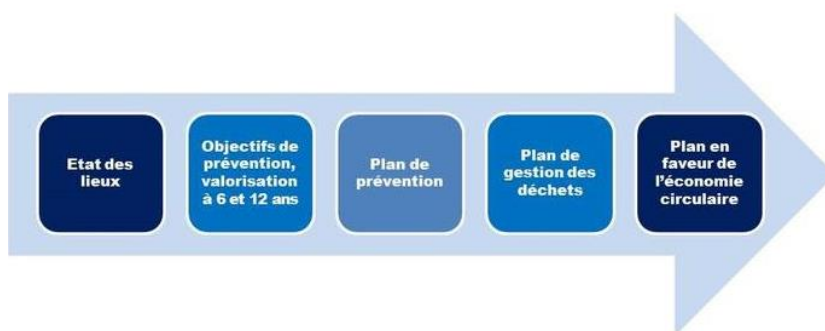 Etat des
lieux
Objectifs de
prévention,
valorisation
à 6 et 12 ans
Plan de
prévention
Plan de
gestion des
déchets
Plan en
faveur de
l'économie
circulaire